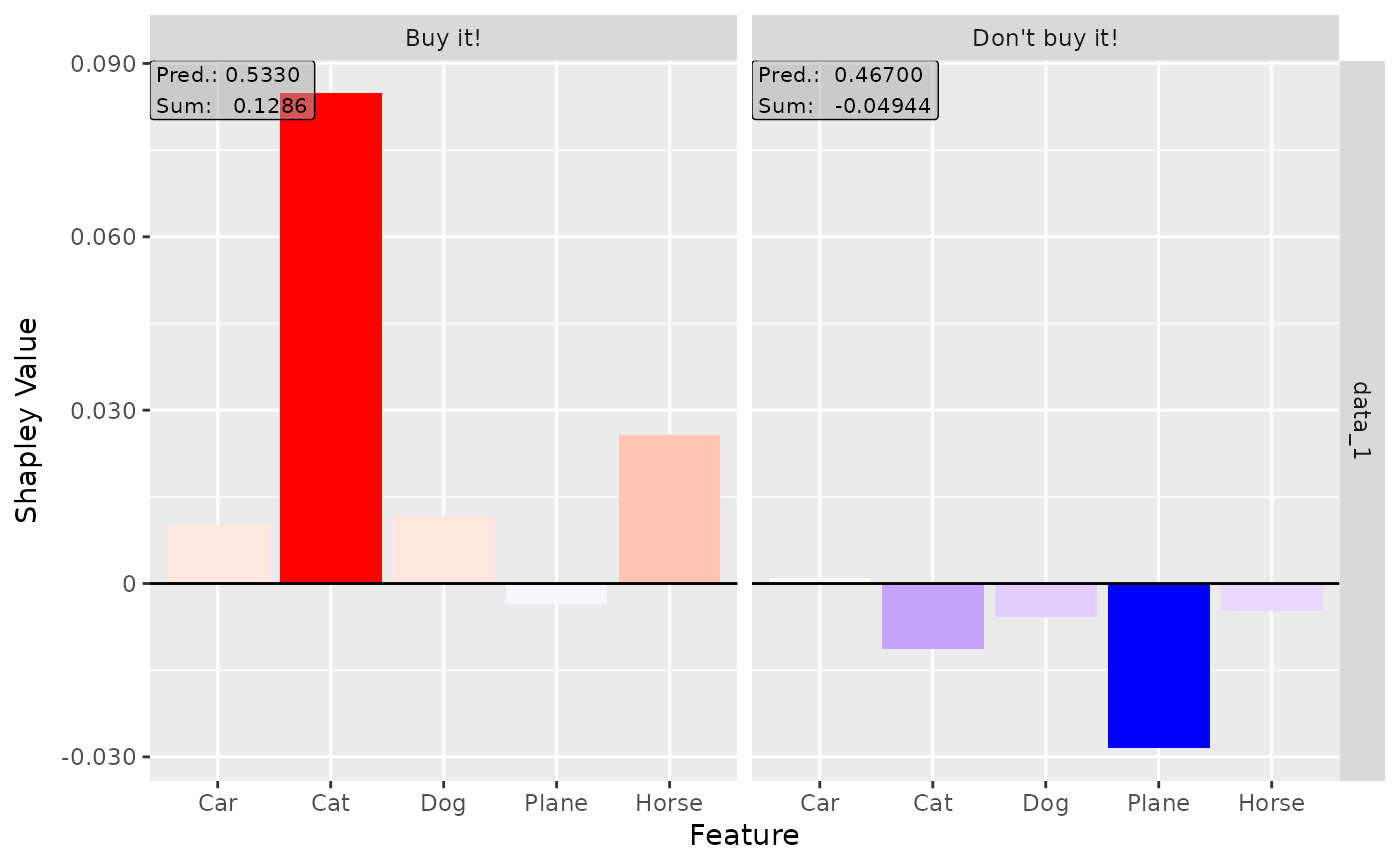 Buy it!
Don't buy it!
Pred.: 0.5330
Sum: 0.1286
Pred.: 0.46700
Sum: -0.04944
0.090
0.060
0.030
0
-0.030
Shapley Value
data_1
Car Cat Dog Plane Horse
Car Cat Dog Plane Horse
Feature